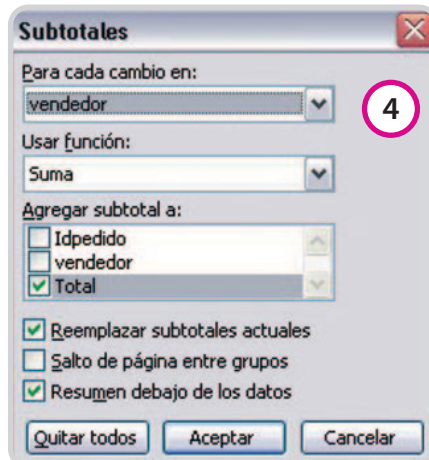 Subtotales
Para cada cambio en:
vendedor
4
Usar función:
Suma
Agregar subtotal a:
Idpedido
vendedor
Total
Reemplazar subtotales actuales
Salto de página entre grupos
Resumen debajo de los datos
Quitar todos
Aceptar
Cancelar